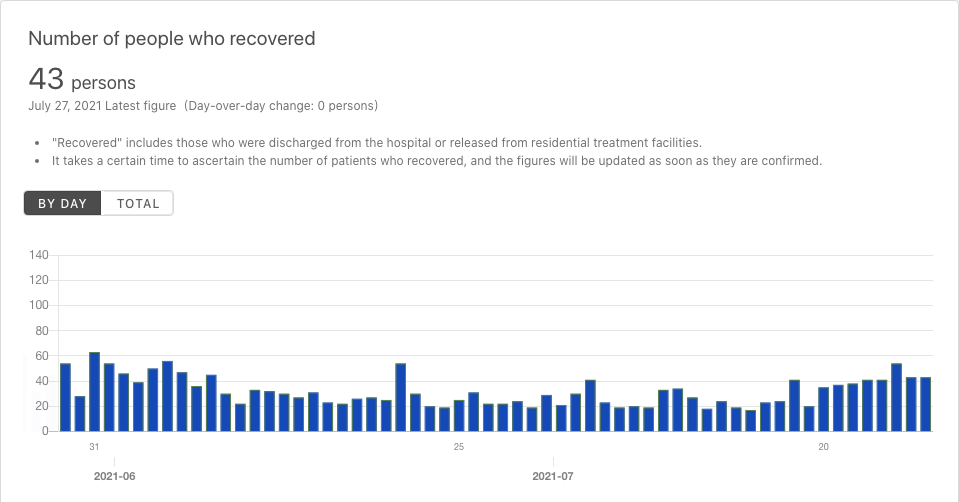 Number of people who recovered
43 persons
July 27, 2021 Latest figure (Day-over-day change: 0 persons)
• "Recovered" includes those who were discharged from the hospital or released from residential treatment facilities.
• It takes a certain time to ascertain the number of patients who recovered, and the figures will be updated as soon as they are confirmed.
BY DAY TOTAL
140
120
100
80
60
40
20
0
31 25 20
2021-06 2021-07